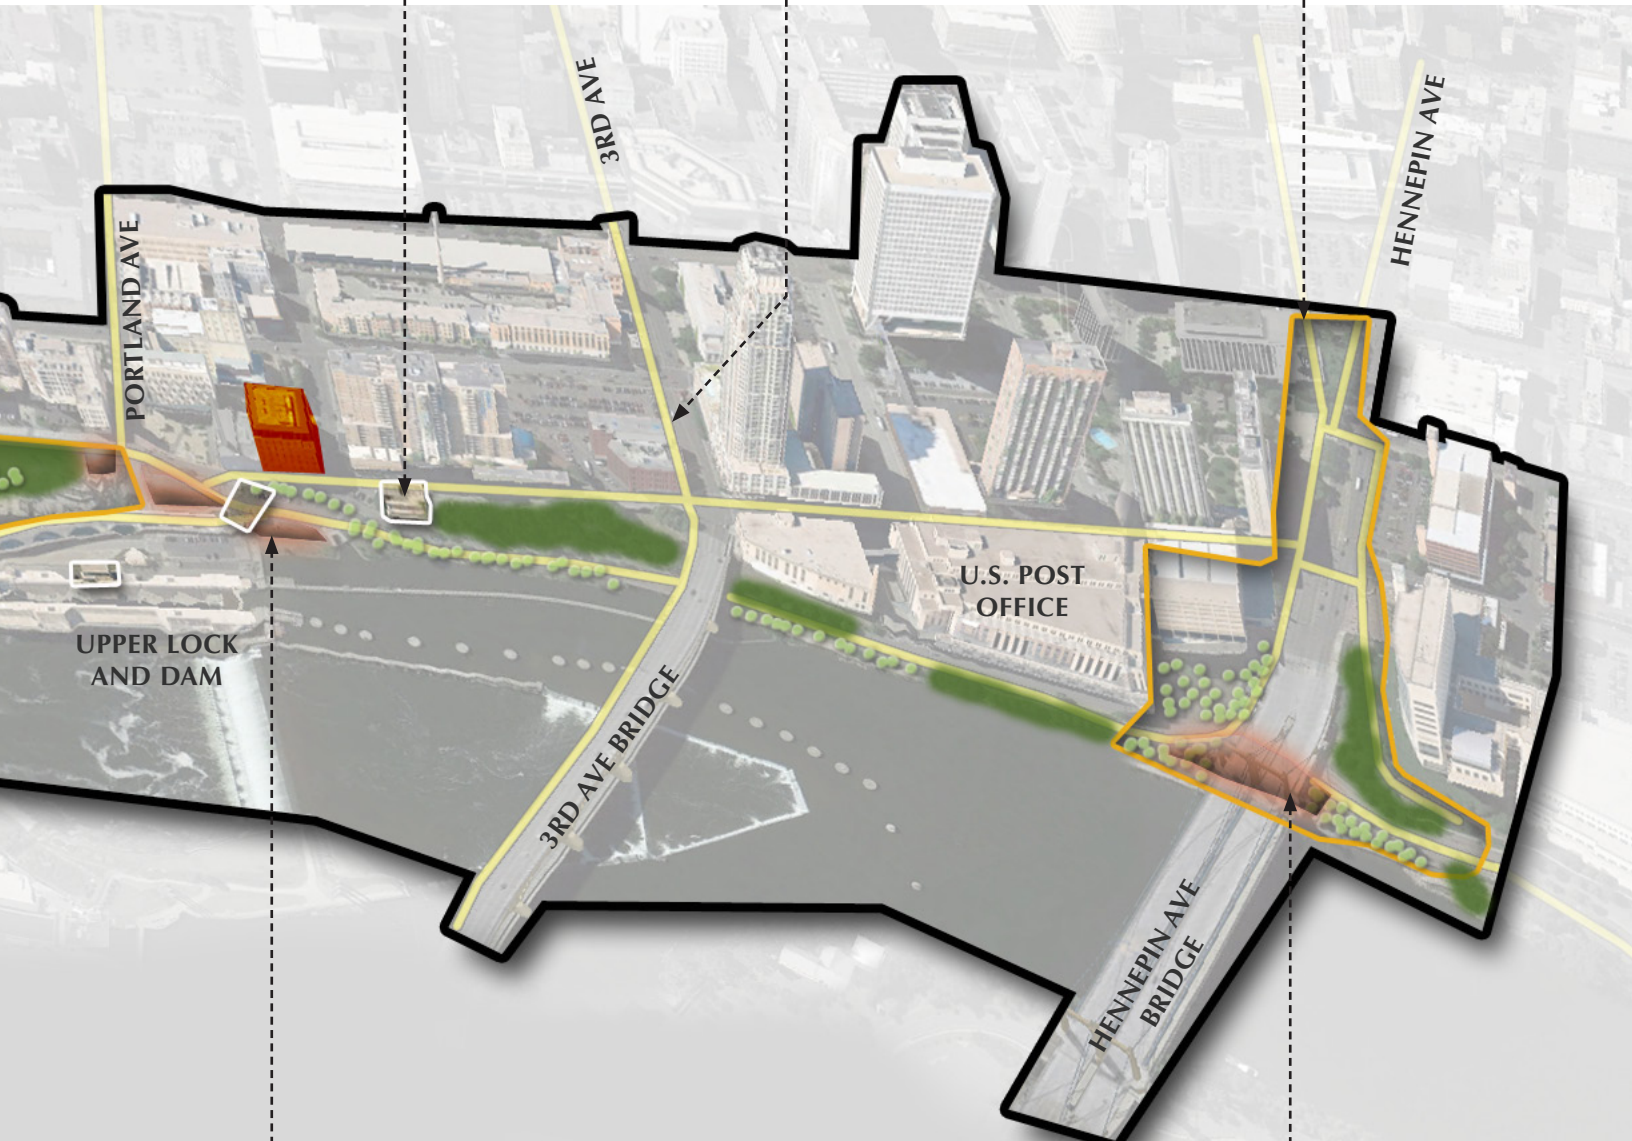 3RD AVE
HENNEPIN AVE
PORTLAND AVE
U.S. POST
OFFICE
UPPER LOCK
AND DAM
3RD AVE BRIDGE
HENNEPIN AVE
BRIDGE